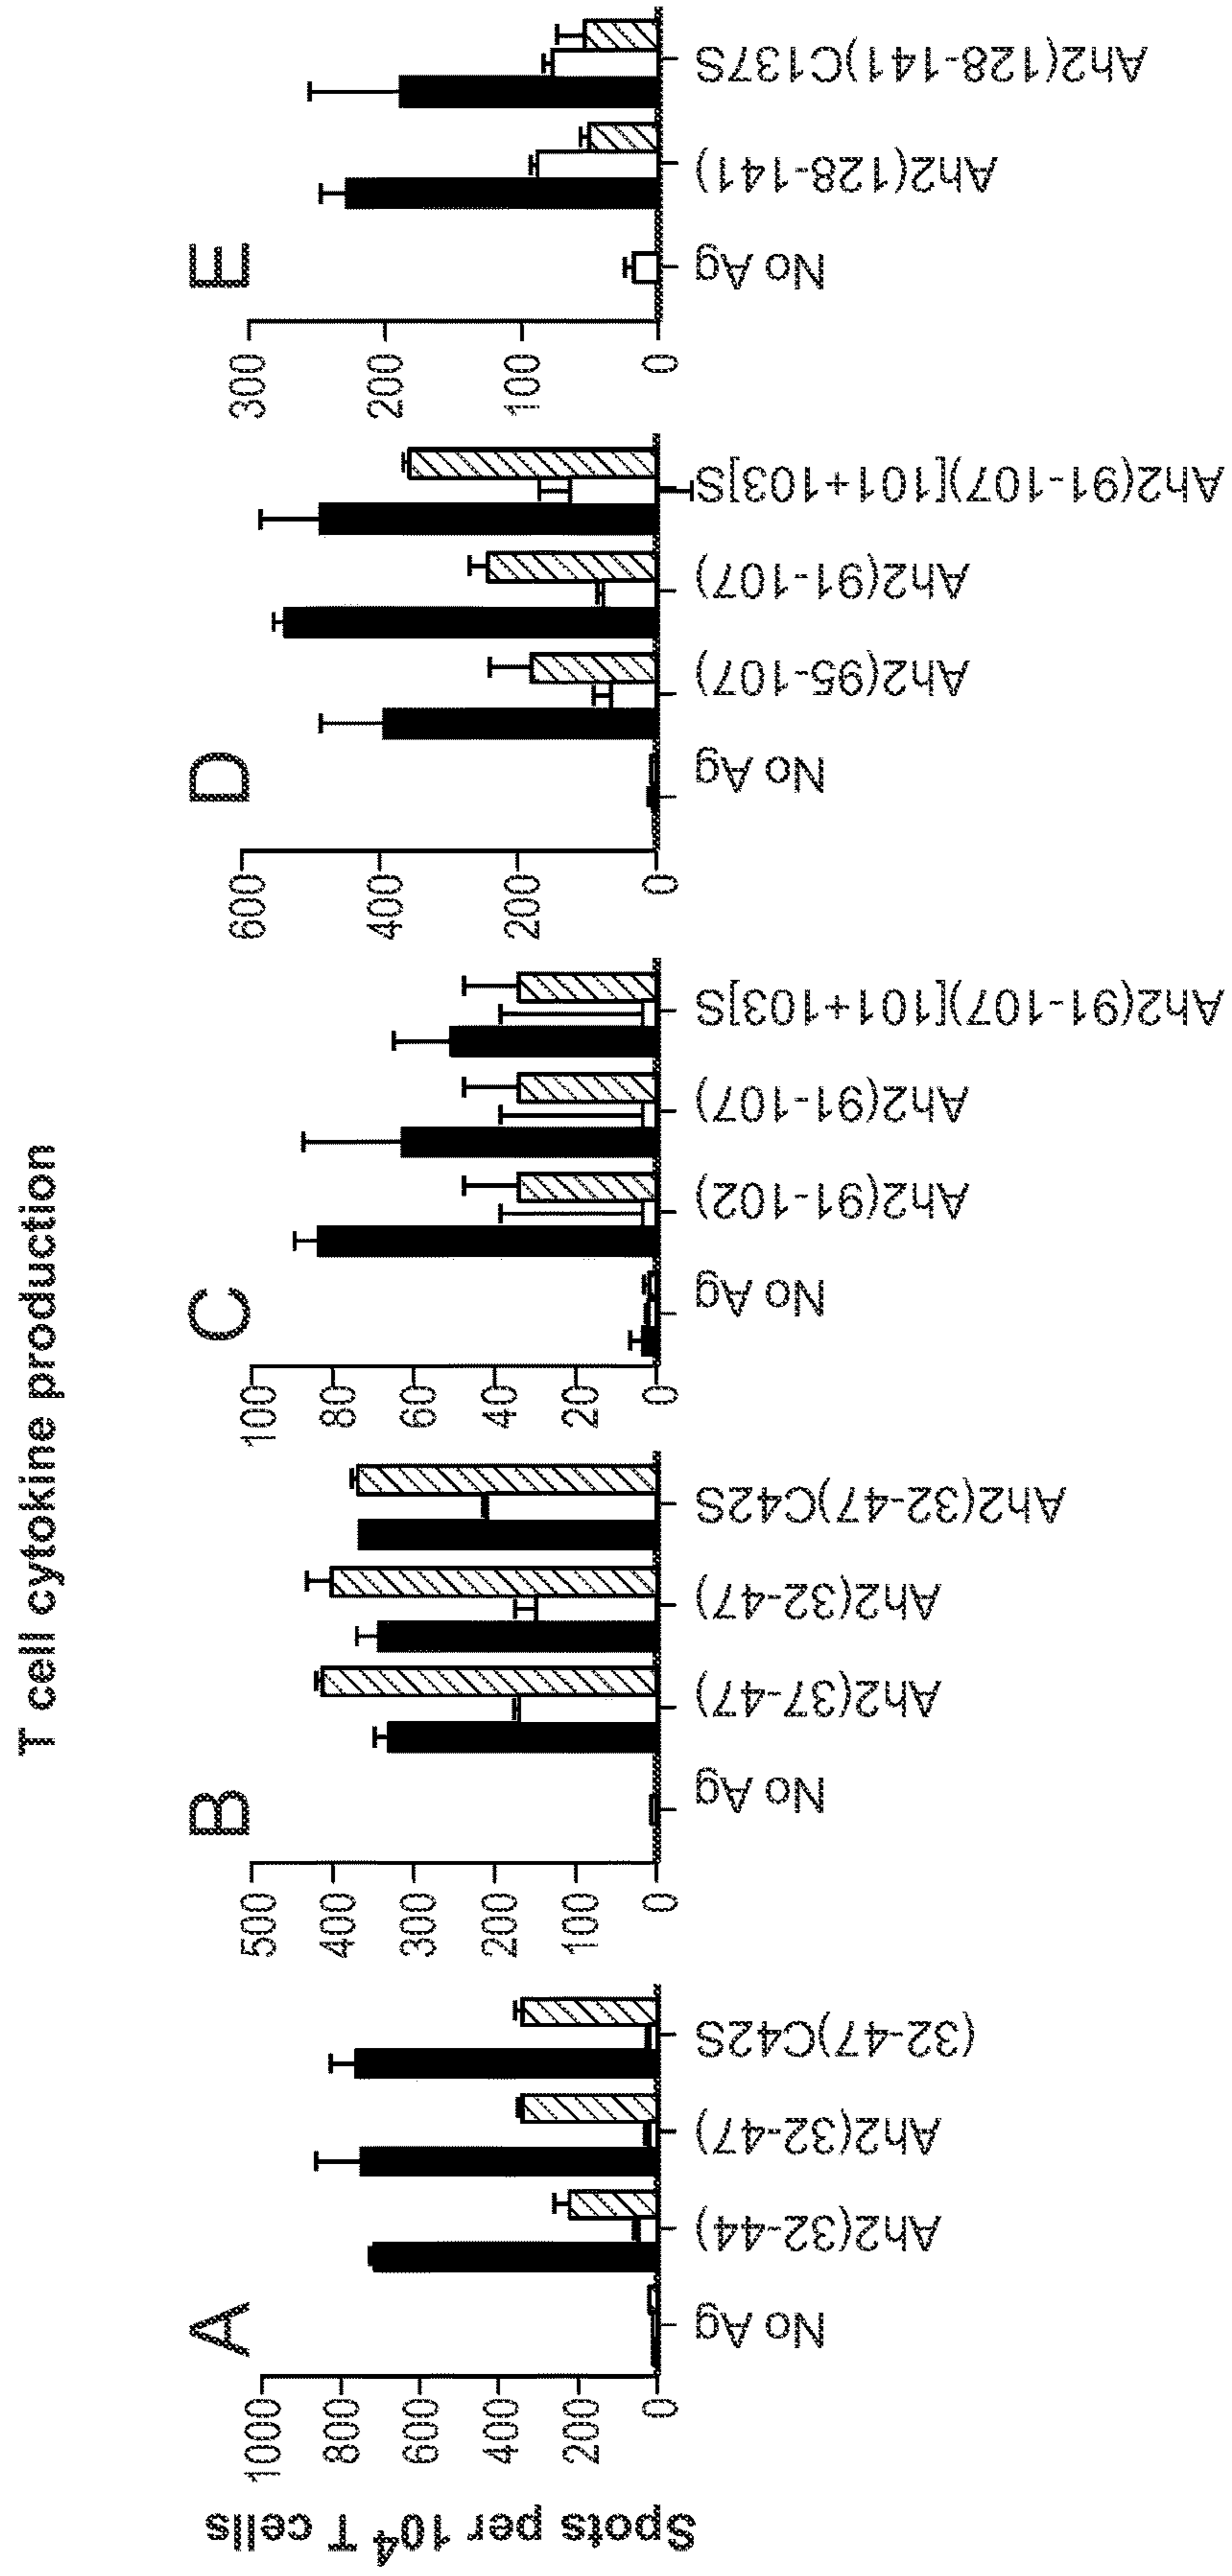 T cell cytokine production
Spots per 10⁴ T cells
A
1000
800
600
400
200
0
No Ag
Ah2(32-44)
Ah2(32-47)
(32-47)C42S
B
500
400
300
200
100
0
No Ag
Ah2(37-47)
Ah2(32-47)
Ah2(32-47)C42S
C
100
80
60
40
20
0
No Ag
Ah2(91-102)
Ah2(91-107)
Ah2(91-107)[101+103]S
D
600
400
200
0
No Ag
Ah2(95-107)
Ah2(91-107)
Ah2(91-107)[101+103]S
E
300
200
100
0
No Ag
Ah2(128-141)
Ah2(128-141)C137S